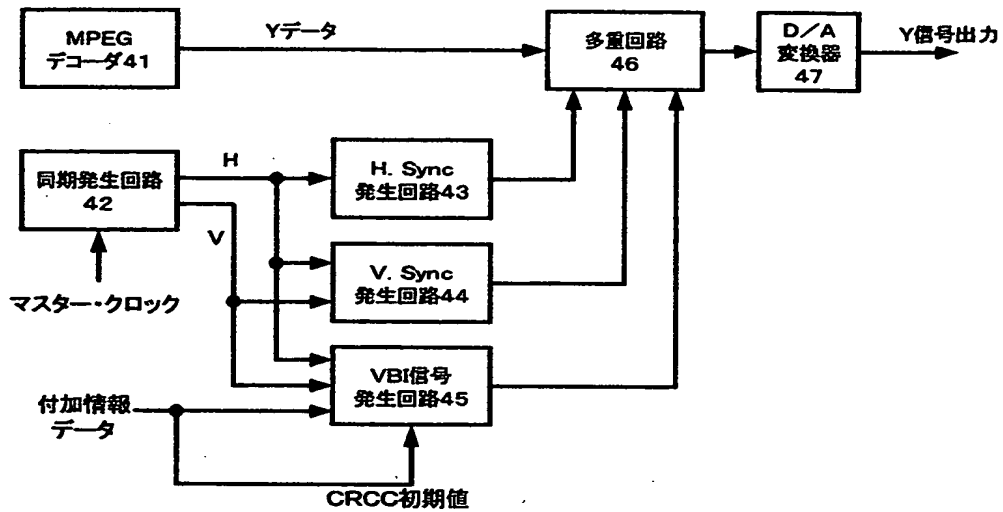 MPEG
デコーダ41
Yデータ
多重回路
46
D/A
変換器
47
Y信号出力
同期発生回路
42
H
V
H. Sync
発生回路43
マスター・クロック
V. Sync
発生回路44
VBI信号
発生回路45
付加情報
データ
CRCC初期値